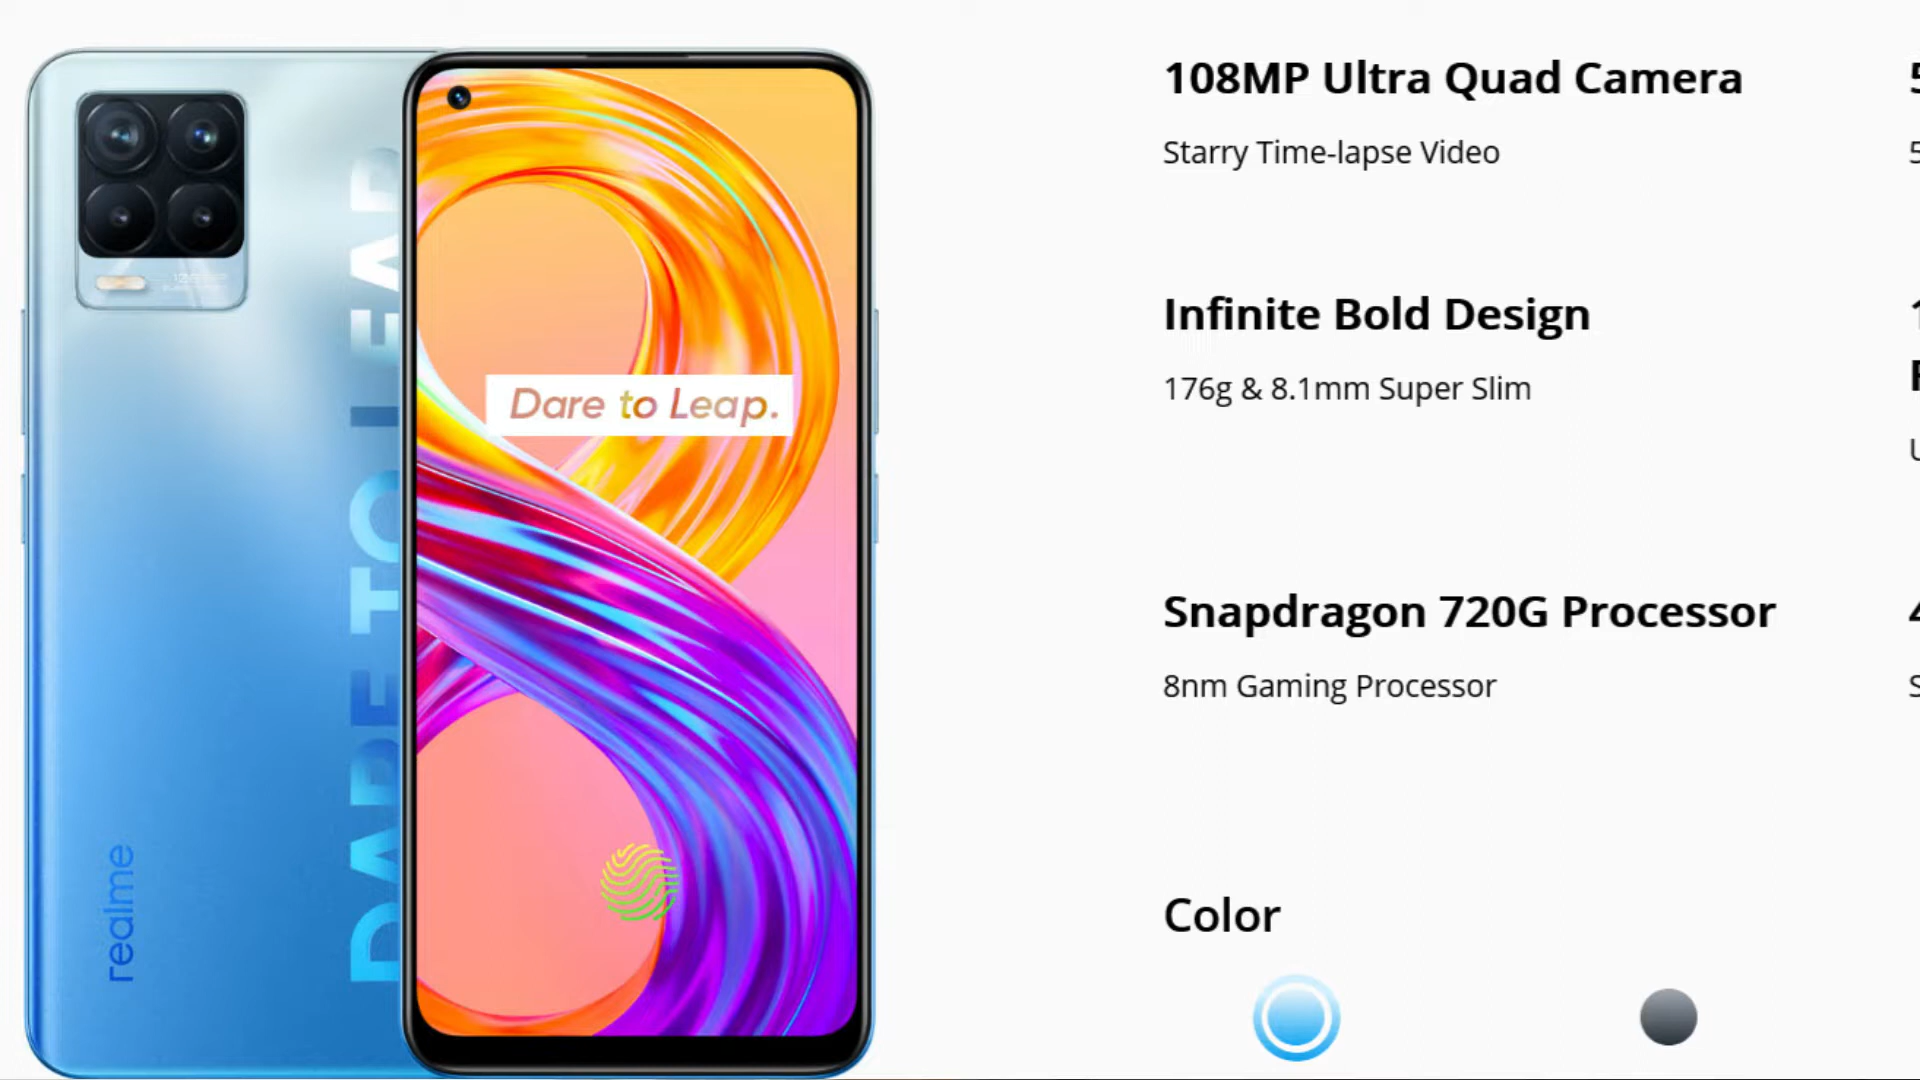 108MP Ultra Quad Camera
Starry Time-lapse Video
Infinite Bold Design
176g & 8.1mm Super Slim
Snapdragon 720G Processor
8nm Gaming Processor
Color
Dare to Leap.
DARE TO LEAP
realme